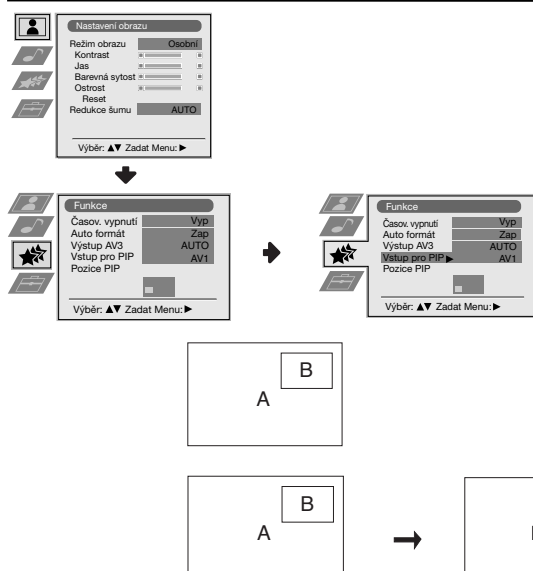 Nastavení obrazu
Režim obrazu Osobní
Kontrast
Jas
Barevná sytost
Ostrost
Reset
Redukce šumu AUTO
Výběr: ▲▼ Zadat Menu: ▶
Funkce
Časov. vypnutí Vyp
Auto formát Zap
Výstup AV3 AUTO
Vstup pro PIP AV1
Pozice PIP
Výběr: ▲▼ Zadat Menu: ▶
Funkce
Časov. vypnutí Vyp
Auto formát Zap
Výstup AV3 AUTO
Vstup pro PIP ▶ AV1
Pozice PIP
Výběr: ▲▼ Zadat Menu: ▶
B
A
B
A